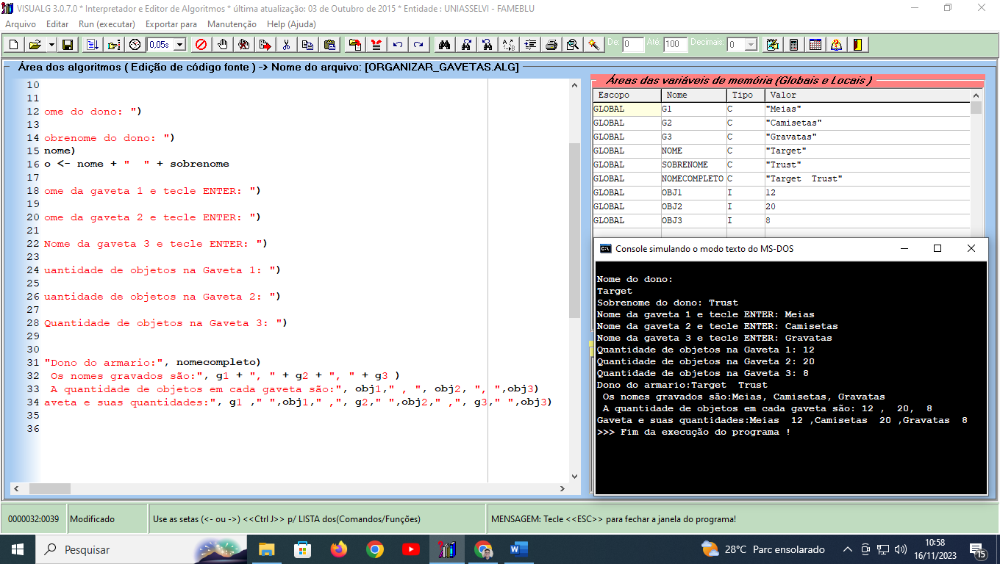 VISUALG 3.0.7.0 * Interpretador e Editor de Algoritmos * última atualização: 03 de Outubro de 2015 * Entidade : UNIASSELVI - FAMEBLU
Arquivo Editar Run (executar) Exportar para Manutenção Help (Ajuda)
0,05s De: 0 Até: 100 Decimais: 0
Área dos algoritmos ( Edição de código fonte ) -> Nome do arquivo: [ORGANIZAR_GAVETAS.ALG]
10
11
12 ome do dono: ")
13
14 obrenome do dono: ")
15 nome)
16 o <- nome + "  " + sobrenome
17
18 ome da gaveta 1 e tecle ENTER: ")
19
20 ome da gaveta 2 e tecle ENTER: ")
21
22 Nome da gaveta 3 e tecle ENTER: ")
23
24 uantidade de objetos na Gaveta 1: ")
25
26 uantidade de objetos na Gaveta 2: ")
27
28 Quantidade de objetos na Gaveta 3: ")
29
30
31 "Dono do armario:", nomecompleto)
32 Os nomes gravados são:", g1 + ", " + g2 + ", " + g3 )
33 A quantidade de objetos em cada gaveta são:", obj1," , ", obj2, ", ",obj3)
34 aveta e suas quantidades:", g1 ," ",obj1," ,", g2," ",obj2," ,", g3," ",obj3)
35
36
Áreas das variáveis de memória (Globais e Locais )
Escopo Nome Tipo Valor
GLOBAL G1 C "Meias"
GLOBAL G2 C "Camisetas"
GLOBAL G3 C "Gravatas"
GLOBAL NOME C "Target"
GLOBAL SOBRENOME C "Trust"
GLOBAL NOMECOMPLETO C "Target  Trust"
GLOBAL OBJ1 I 12
GLOBAL OBJ2 I 20
GLOBAL OBJ3 I 8
Console simulando o modo texto do MS-DOS
Nome do dono:
Target
Sobrenome do dono: Trust
Nome da gaveta 1 e tecle ENTER: Meias
Nome da gaveta 2 e tecle ENTER: Camisetas
Nome da gaveta 3 e tecle ENTER: Gravatas
Quantidade de objetos na Gaveta 1: 12
Quantidade de objetos na Gaveta 2: 20
Quantidade de objetos na Gaveta 3: 8
Dono do armario:Target  Trust
Os nomes gravados são:Meias, Camisetas, Gravatas
A quantidade de objetos em cada gaveta são: 12 ,  20,  8
Gaveta e suas quantidades:Meias  12 ,Camisetas  20 ,Gravatas  8
>>> Fim da execução do programa !
0000032:0039 Modificado Use as setas (<- ou ->) <<Ctrl J>> p/ LISTA dos(Comandos/Funções) MENSAGEM: Tecle <<ESC>> para fechar a janela do programa!
Pesquisar 28°C Parc ensolarado 10:58
16/11/2023 15